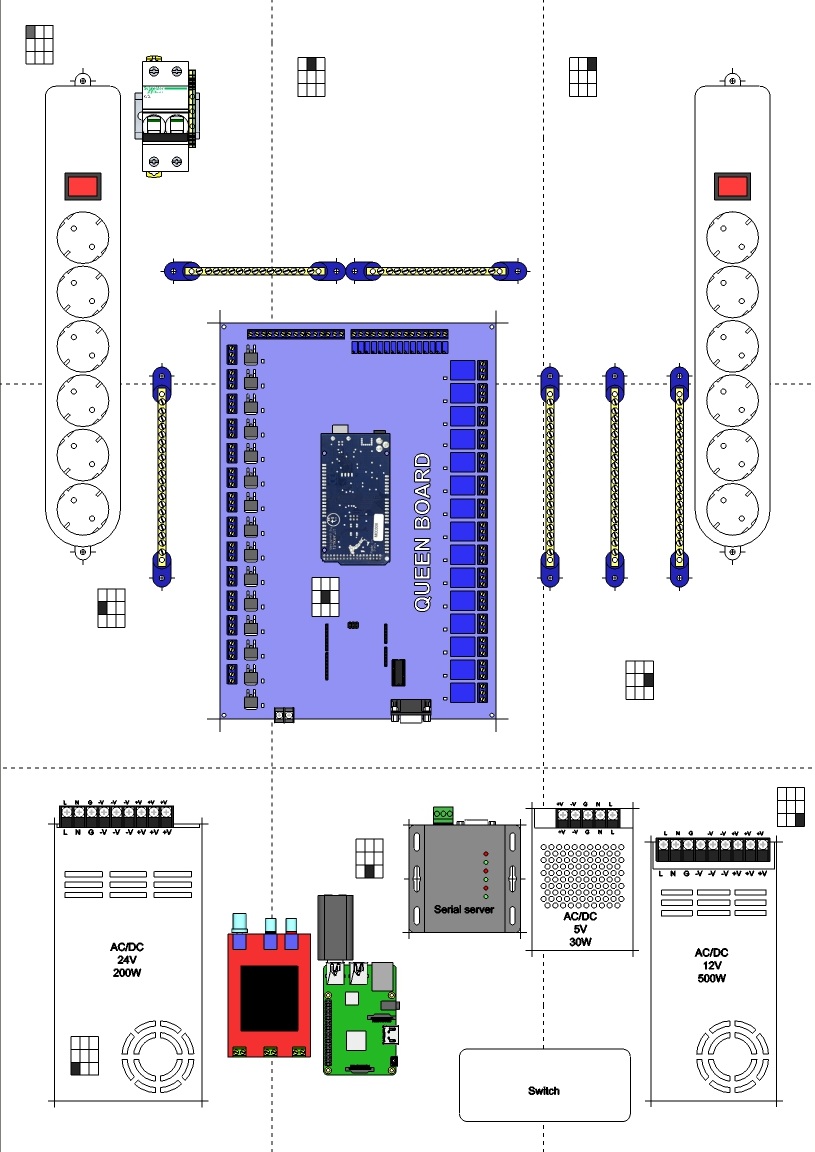 QUEEN BOARD
L N G -V -V -V +V +V +V
L N G -V -V -V +V +V +V
AC/DC
24V
200W
Serial server
+V -V G N L
+V -V G N L
AC/DC
5V
30W
L N G -V -V +V +V +V
L N G -V -V -V +V +V +V
AC/DC
12V
500W
Switch